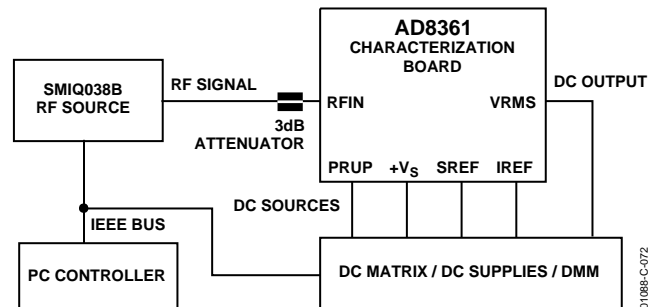 AD8361
CHARACTERIZATION
BOARD
SMIQ038B
RF SOURCE
RF SIGNAL
3dB
ATTENUATOR
RFIN
VRMS
DC OUTPUT
PRUP
+VS
SREF
IREF
DC SOURCES
IEEE BUS
PC CONTROLLER
DC MATRIX / DC SUPPLIES / DMM
01088-C-072